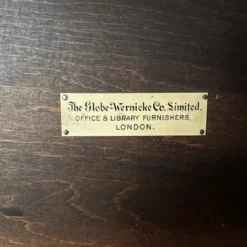 The Globe-Wernicke Co. Limited.
OFFICE & LIBRARY FURNISHERS,
LONDON.